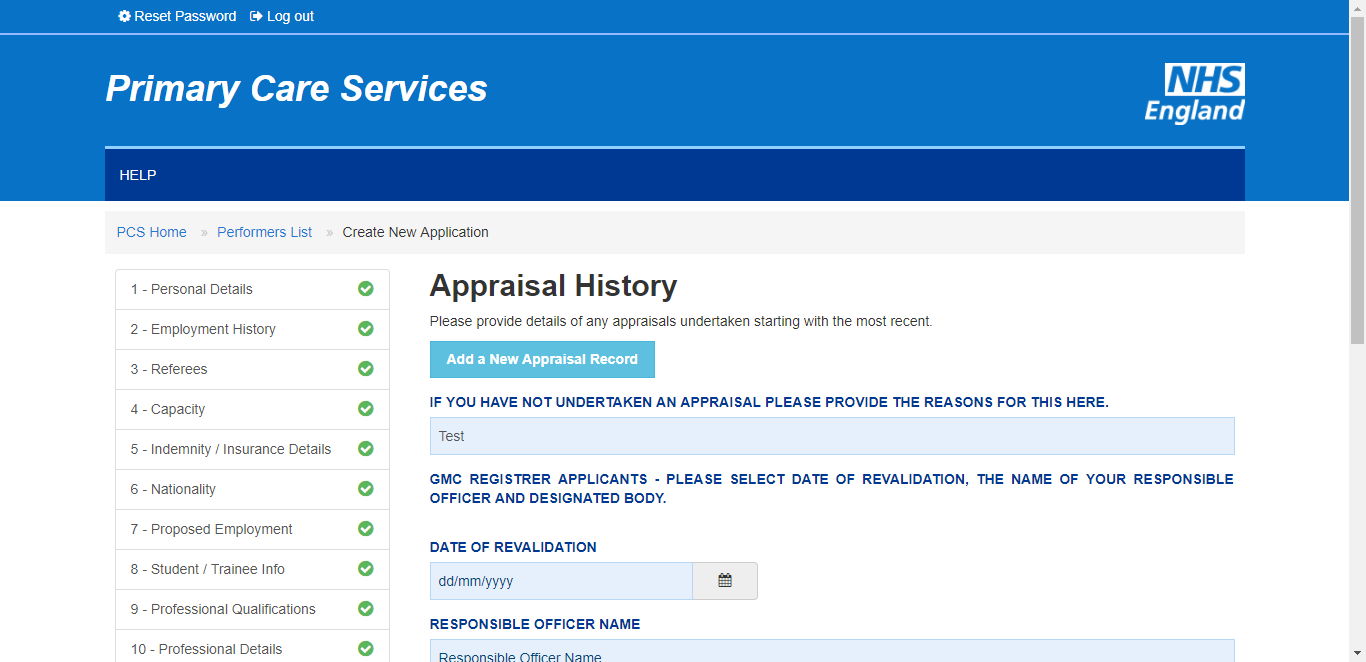 Reset Password Log out
Primary Care Services
NHS
England
HELP
PCS Home » Performers List » Create New Application
1 - Personal Details
2 - Employment History
3 - Referees
4 - Capacity
5 - Indemnity / Insurance Details
6 - Nationality
7 - Proposed Employment
8 - Student / Trainee Info
9 - Professional Qualifications
10 - Professional Details
Appraisal History
Please provide details of any appraisals undertaken starting with the most recent.
Add a New Appraisal Record
IF YOU HAVE NOT UNDERTAKEN AN APPRAISAL PLEASE PROVIDE THE REASONS FOR THIS HERE.
Test
GMC REGISTRER APPLICANTS - PLEASE SELECT DATE OF REVALIDATION, THE NAME OF YOUR RESPONSIBLE
OFFICER AND DESIGNATED BODY.
DATE OF REVALIDATION
dd/mm/yyyy
RESPONSIBLE OFFICER NAME
Responsible Officer Name